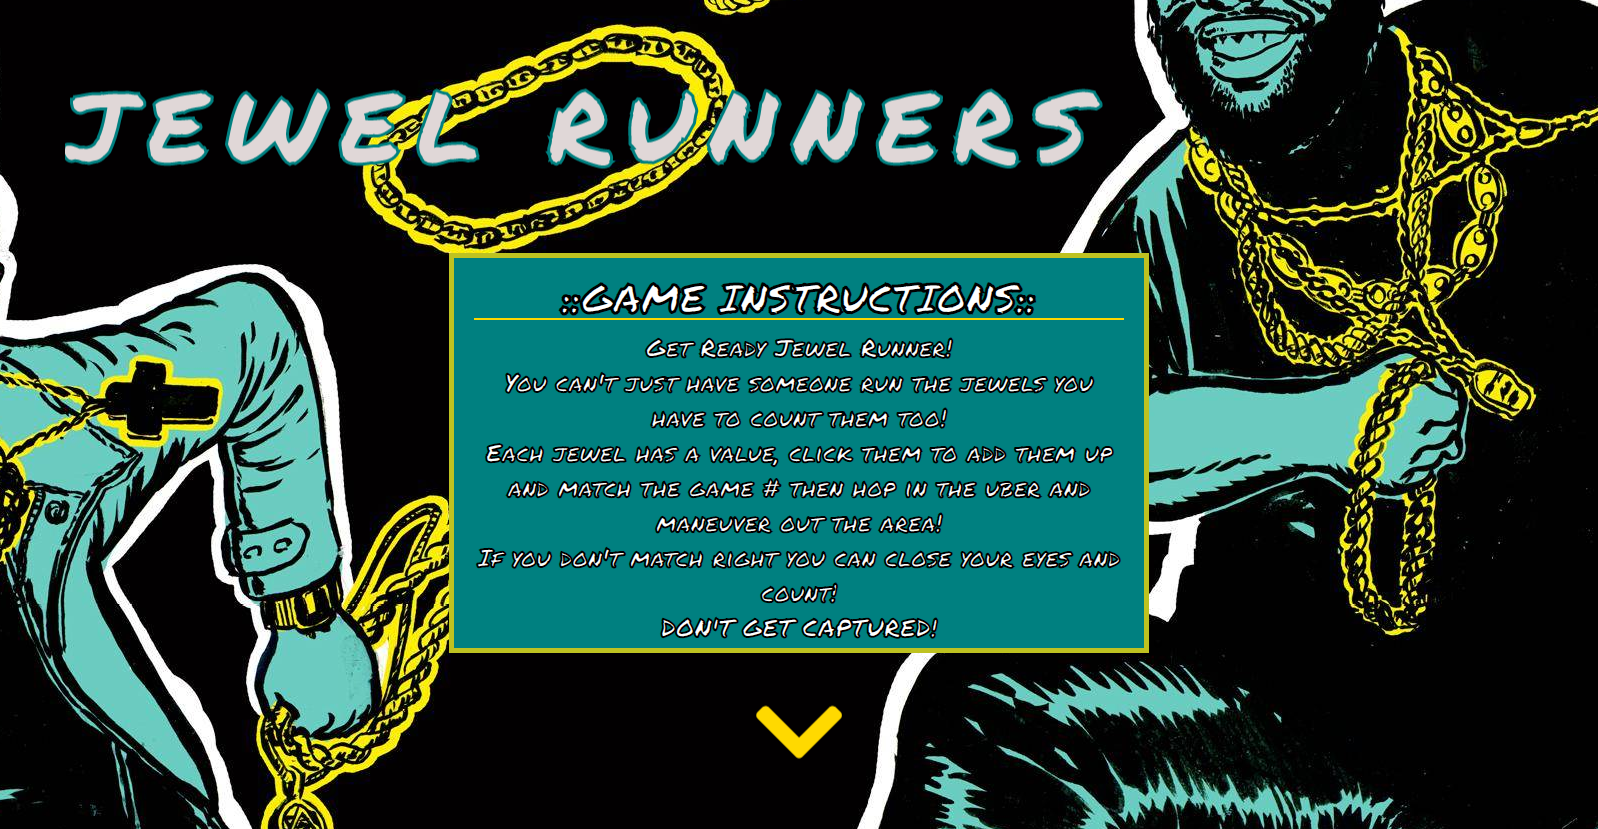 JEWEL RUNNERS
::GAME INSTRUCTIONS::
GET READY JEWEL RUNNER!
YOU CAN'T JUST HAVE SOMEONE RUN THE JEWELS YOU
HAVE TO COUNT THEM TOO!
EACH JEWEL HAS A VALUE, CLICK THEM TO ADD THEM UP
AND MATCH THE GAME # THEN HOP IN THE UBER AND
MANEUVER OUT THE AREA!
IF YOU DON'T MATCH RIGHT YOU CAN CLOSE YOUR EYES AND
COUNT!
DON'T GET CAPTURED!